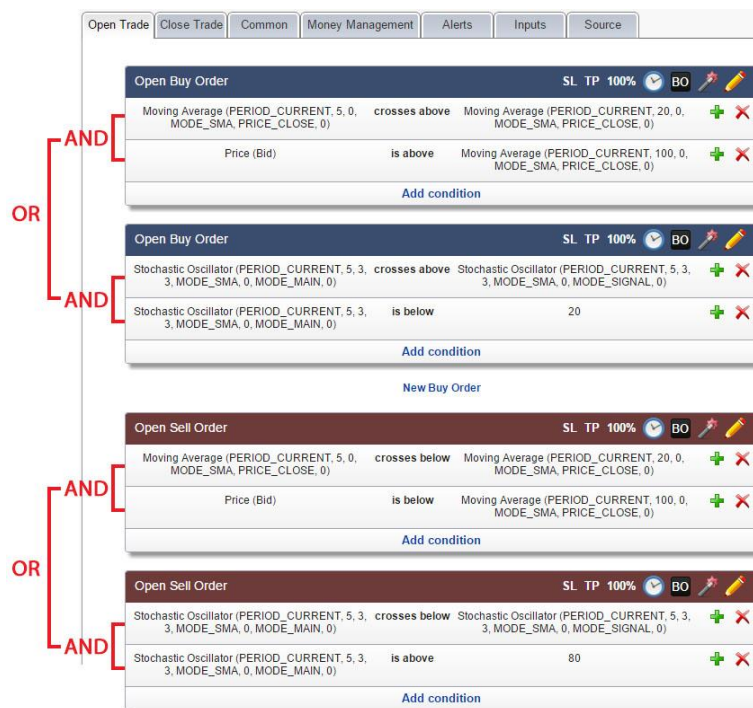 Open Trade Close Trade Common Money Management Alerts Inputs Source
Open Buy Order SL TP 100% BO
Moving Average (PERIOD_CURRENT, 5, 0, crosses above Moving Average (PERIOD_CURRENT, 20, 0,
MODE_SMA, PRICE_CLOSE, 0) MODE_SMA, PRICE_CLOSE, 0)
AND
Price (Bid) is above Moving Average (PERIOD_CURRENT, 100, 0,
MODE_SMA, PRICE_CLOSE, 0)
Add condition
OR
Open Buy Order SL TP 100% BO
Stochastic Oscillator (PERIOD_CURRENT, 5, 3, crosses above Stochastic Oscillator (PERIOD_CURRENT, 5, 3,
3, MODE_SMA, 0, MODE_MAIN, 0) 3, MODE_SMA, 0, MODE_SIGNAL, 0)
AND
Stochastic Oscillator (PERIOD_CURRENT, 5, 3, is below 20
3, MODE_SMA, 0, MODE_MAIN, 0)
Add condition
New Buy Order
Open Sell Order SL TP 100% BO
Moving Average (PERIOD_CURRENT, 5, 0, crosses below Moving Average (PERIOD_CURRENT, 20, 0,
MODE_SMA, PRICE_CLOSE, 0) MODE_SMA, PRICE_CLOSE, 0)
AND
Price (Bid) is below Moving Average (PERIOD_CURRENT, 100, 0,
MODE_SMA, PRICE_CLOSE, 0)
Add condition
OR
Open Sell Order SL TP 100% BO
Stochastic Oscillator (PERIOD_CURRENT, 5, 3, crosses below Stochastic Oscillator (PERIOD_CURRENT, 5, 3,
3, MODE_SMA, 0, MODE_MAIN, 0) 3, MODE_SMA, 0, MODE_SIGNAL, 0)
AND
Stochastic Oscillator (PERIOD_CURRENT, 5, 3, is above 80
3, MODE_SMA, 0, MODE_MAIN, 0)
Add condition